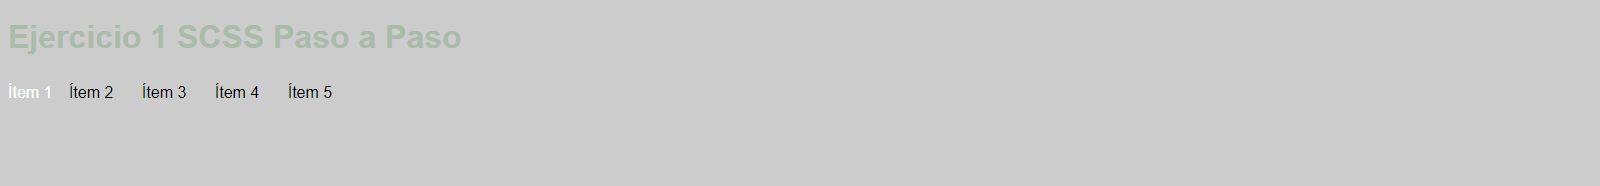 Ejercicio 1 SCSS Paso a Paso
Ítem 1 Ítem 2 Ítem 3 Ítem 4 Ítem 5